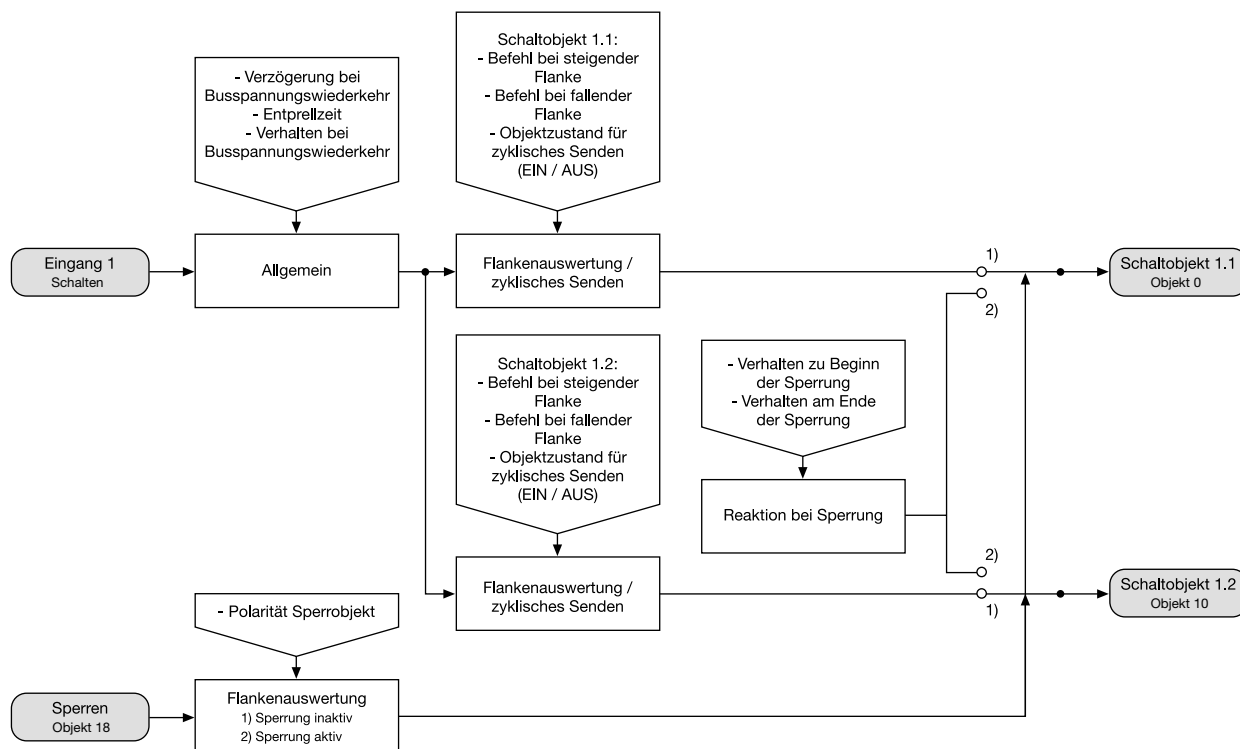 Schaltobjekt 1.1:
- Befehl bei steigender
Flanke
- Befehl bei fallender
Flanke
- Objektzustand für
zyklisches Senden
(EIN / AUS)
- Verzögerung bei
Busspannungswiederkehr
- Entprellzeit
- Verhalten bei
Busspannungswiederkehr
Eingang 1
Schalten
Allgemein
Flankenauswertung /
zyklisches Senden
1)
2)
Schaltobjekt 1.1
Objekt 0
Schaltobjekt 1.2:
- Befehl bei steigender
Flanke
- Befehl bei fallender
Flanke
- Objektzustand für
zyklisches Senden
(EIN / AUS)
- Verhalten zu Beginn
der Sperrung
- Verhalten am Ende
der Sperrung
Reaktion bei Sperrung
Flankenauswertung /
zyklisches Senden
2)
1)
Schaltobjekt 1.2
Objekt 10
- Polarität Sperrobjekt
Sperren
Objekt 18
Flankenauswertung
1) Sperrung inaktiv
2) Sperrung aktiv